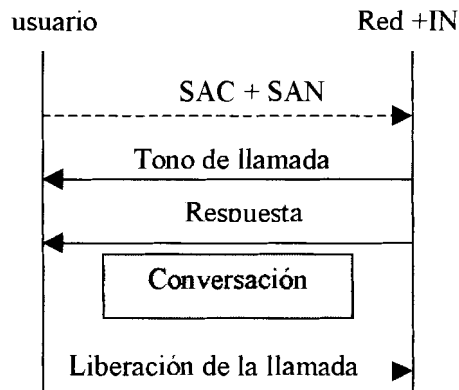 usuario Red +IN
SAC + SAN
Tono de llamada
Respuesta
Conversación
Liberación de la llamada